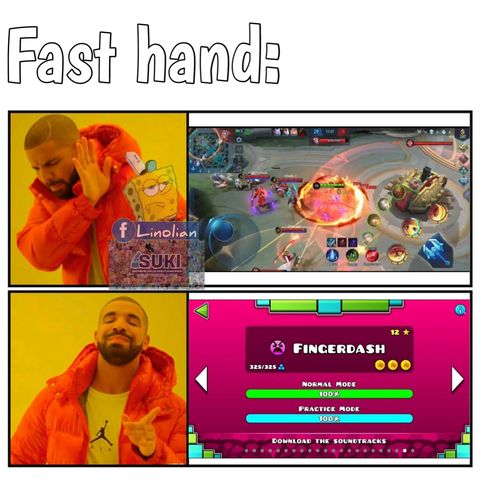 Fast hand:
f Linolian
SUKI
12
FINGERDASH
325/325
NORMAL MODE
100%
PRACTICE MODE
100%
DOWNLOAD THE SOUNDTRACKS